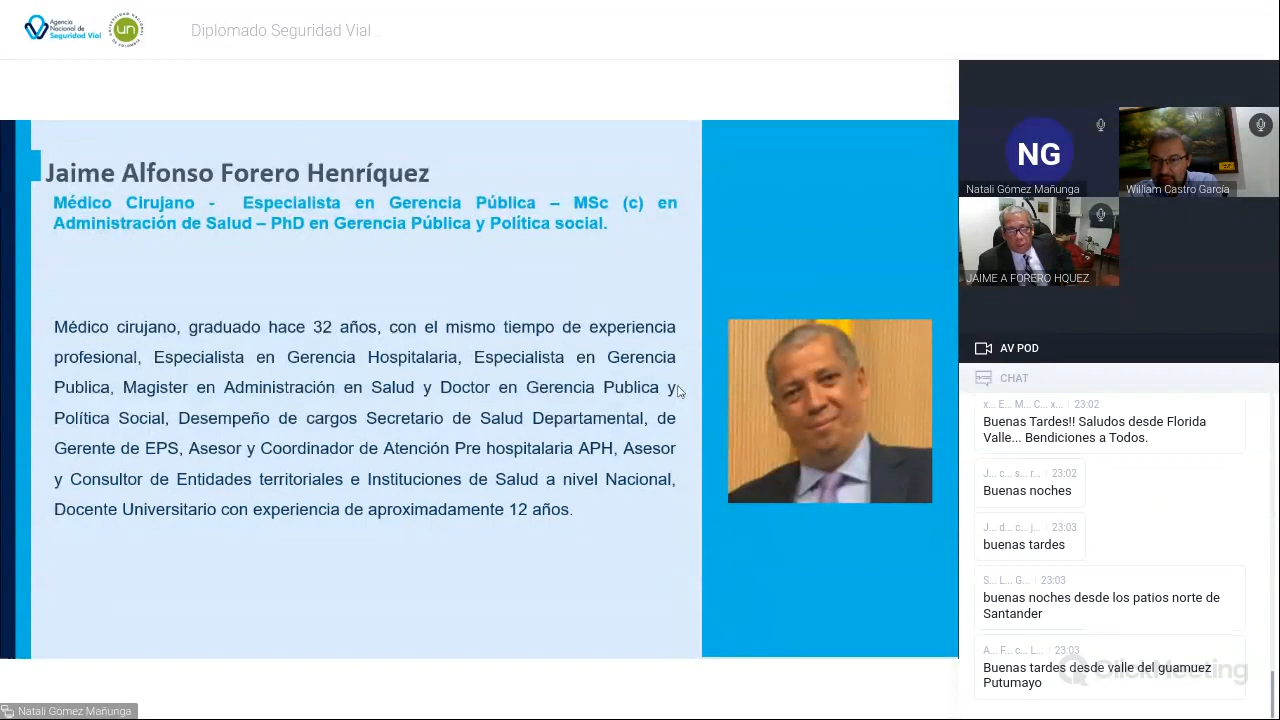 Agencia
Nacional de
Seguridad Vial
un
Diplomado Seguridad Vial
Jaime Alfonso Forero Henríquez
Médico Cirujano - Especialista en Gerencia Pública – MSc (c) en
Administración de Salud – PhD en Gerencia Pública y Política social.
Médico cirujano, graduado hace 32 años, con el mismo tiempo de experiencia
profesional, Especialista en Gerencia Hospitalaria, Especialista en Gerencia
Publica, Magister en Administración en Salud y Doctor en Gerencia Publica y
Política Social, Desempeño de cargos Secretario de Salud Departamental, de
Gerente de EPS, Asesor y Coordinador de Atención Pre hospitalaria APH, Asesor
y Consultor de Entidades territoriales e Instituciones de Salud a nivel Nacional,
Docente Universitario con experiencia de aproximadamente 12 años.
Natali Gómez Mañunga
NG
Natali Gómez Mañunga
William Castro García
JAIME A FORERO HQUEZ
AV POD
CHAT
x... E... M... C... x... 23:02
Buenas Tardes!! Saludos desde Florida
Valle... Bendiciones a Todos.
J... c... s... r... 23:02
Buenas noches
J... d... c... j... 23:03
buenas tardes
S... L... G... 23:03
buenas noches desde los patios norte de
Santander
A... F... c... L... 23:03
Buenas tardes desde valle del guamuez
Putumayo
ClickMeeting